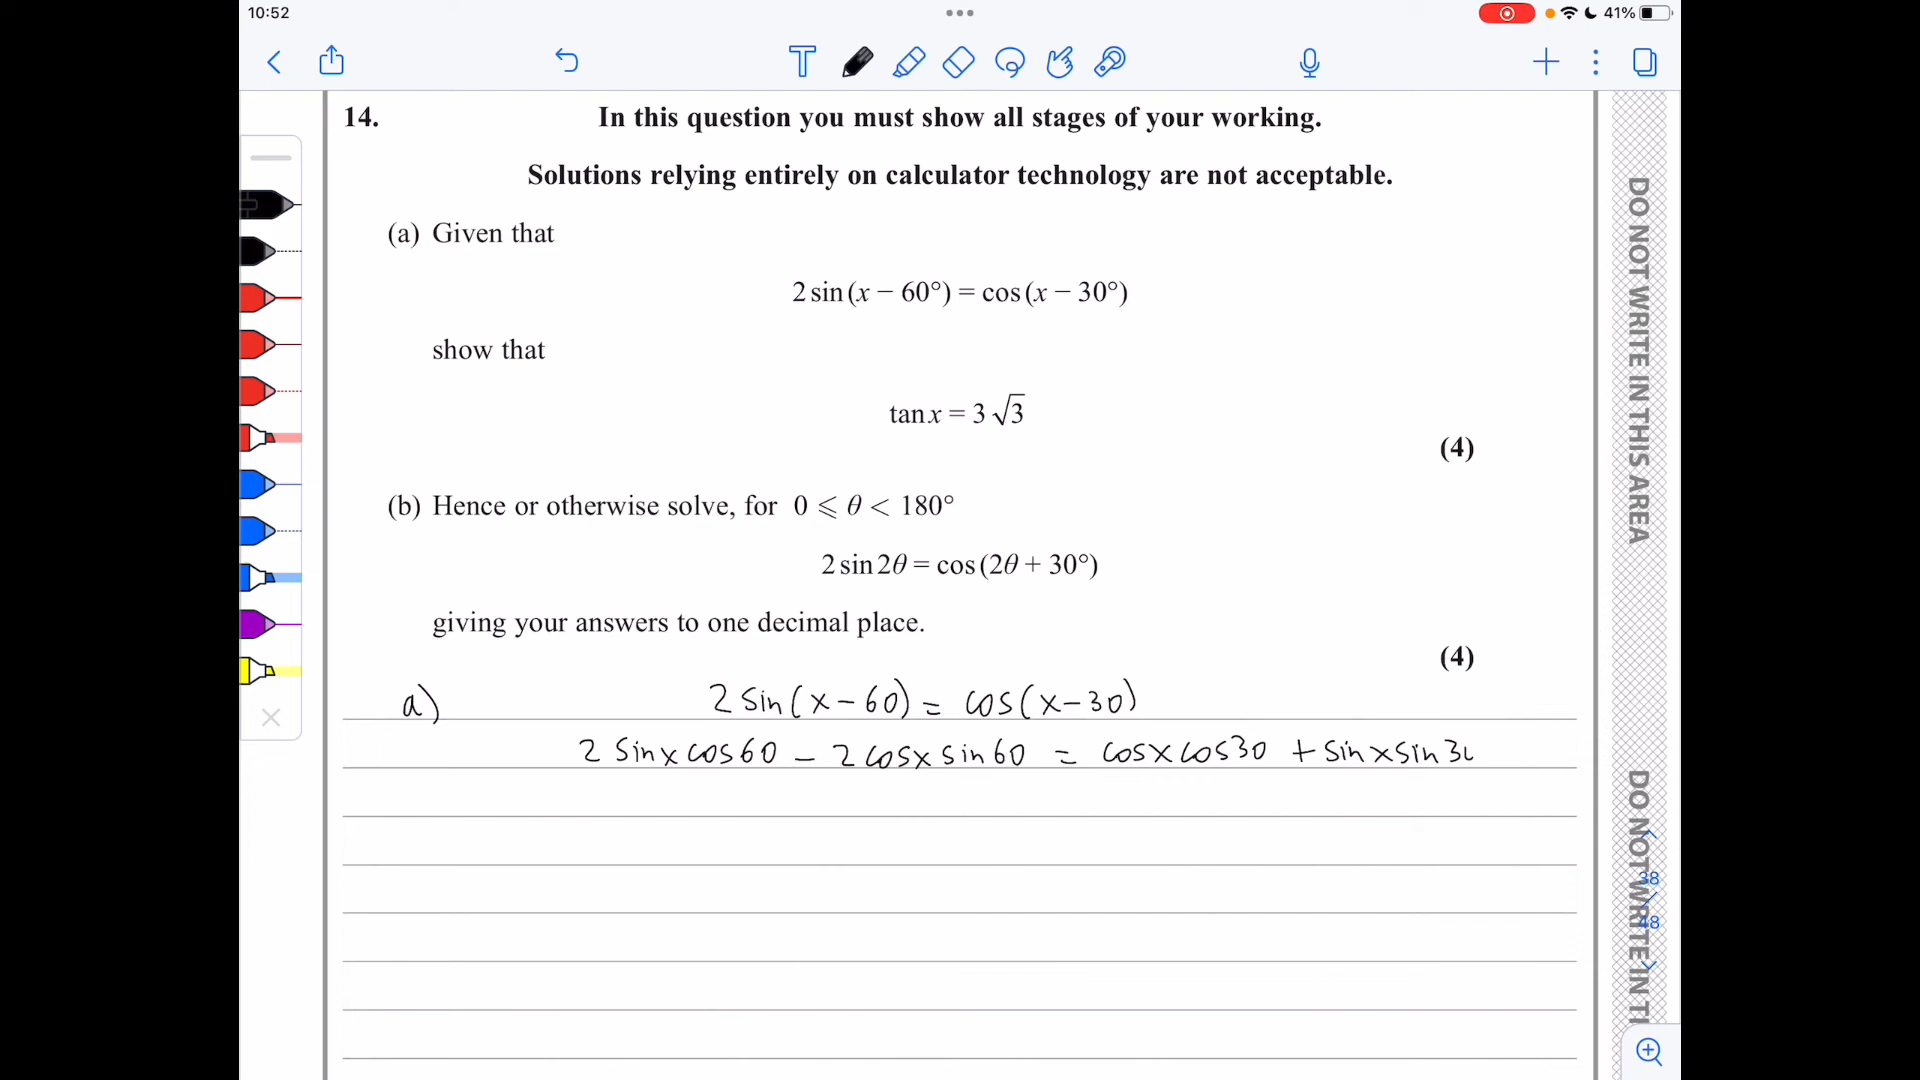 10:52
41%
14. In this question you must show all stages of your working.
Solutions relying entirely on calculator technology are not acceptable.
(a) Given that
2 sin (x − 60°) = cos (x − 30°)
show that
tan x = 3 √3
(4)
(b) Hence or otherwise solve, for 0 ⩽ θ < 180°
2 sin 2θ = cos (2θ + 30°)
giving your answers to one decimal place.
(4)
a) 2 sin(x − 60) = cos(x − 30)
2 sinx cos60 − 2 cosx sin60 = cosx cos30 + sinx sin 30
DO NOT WRITE IN THIS AREA
DO NOT WRITE IN T
38
48